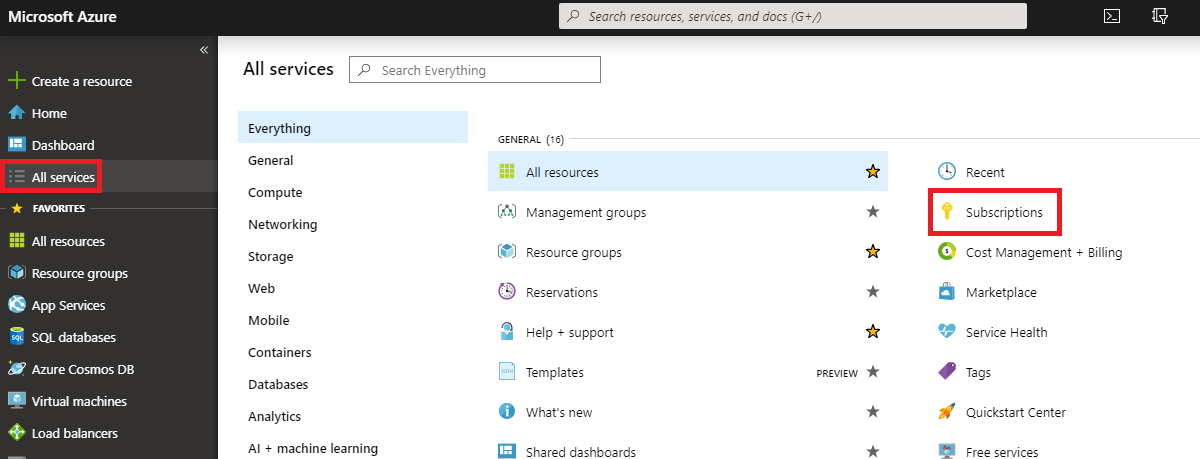 Microsoft Azure
Search resources, services, and docs (G+/)
«
Create a resource
Home
Dashboard
All services
FAVORITES
All resources
Resource groups
App Services
SQL databases
Azure Cosmos DB
Virtual machines
Load balancers
All services
Search Everything
Everything
General
Compute
Networking
Storage
Web
Mobile
Containers
Databases
Analytics
AI + machine learning
GENERAL (16)
All resources
Management groups
Resource groups
Reservations
Help + support
Templates PREVIEW
What's new
Shared dashboards
Recent
Subscriptions
Cost Management + Billing
Marketplace
Service Health
Tags
Quickstart Center
Free services